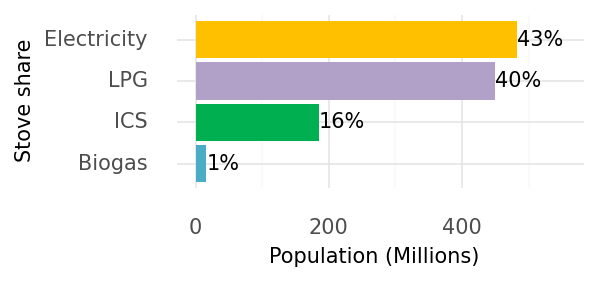 Stove share
Electricity 43%
LPG 40%
ICS 16%
Biogas 1%
0 200 400
Population (Millions)